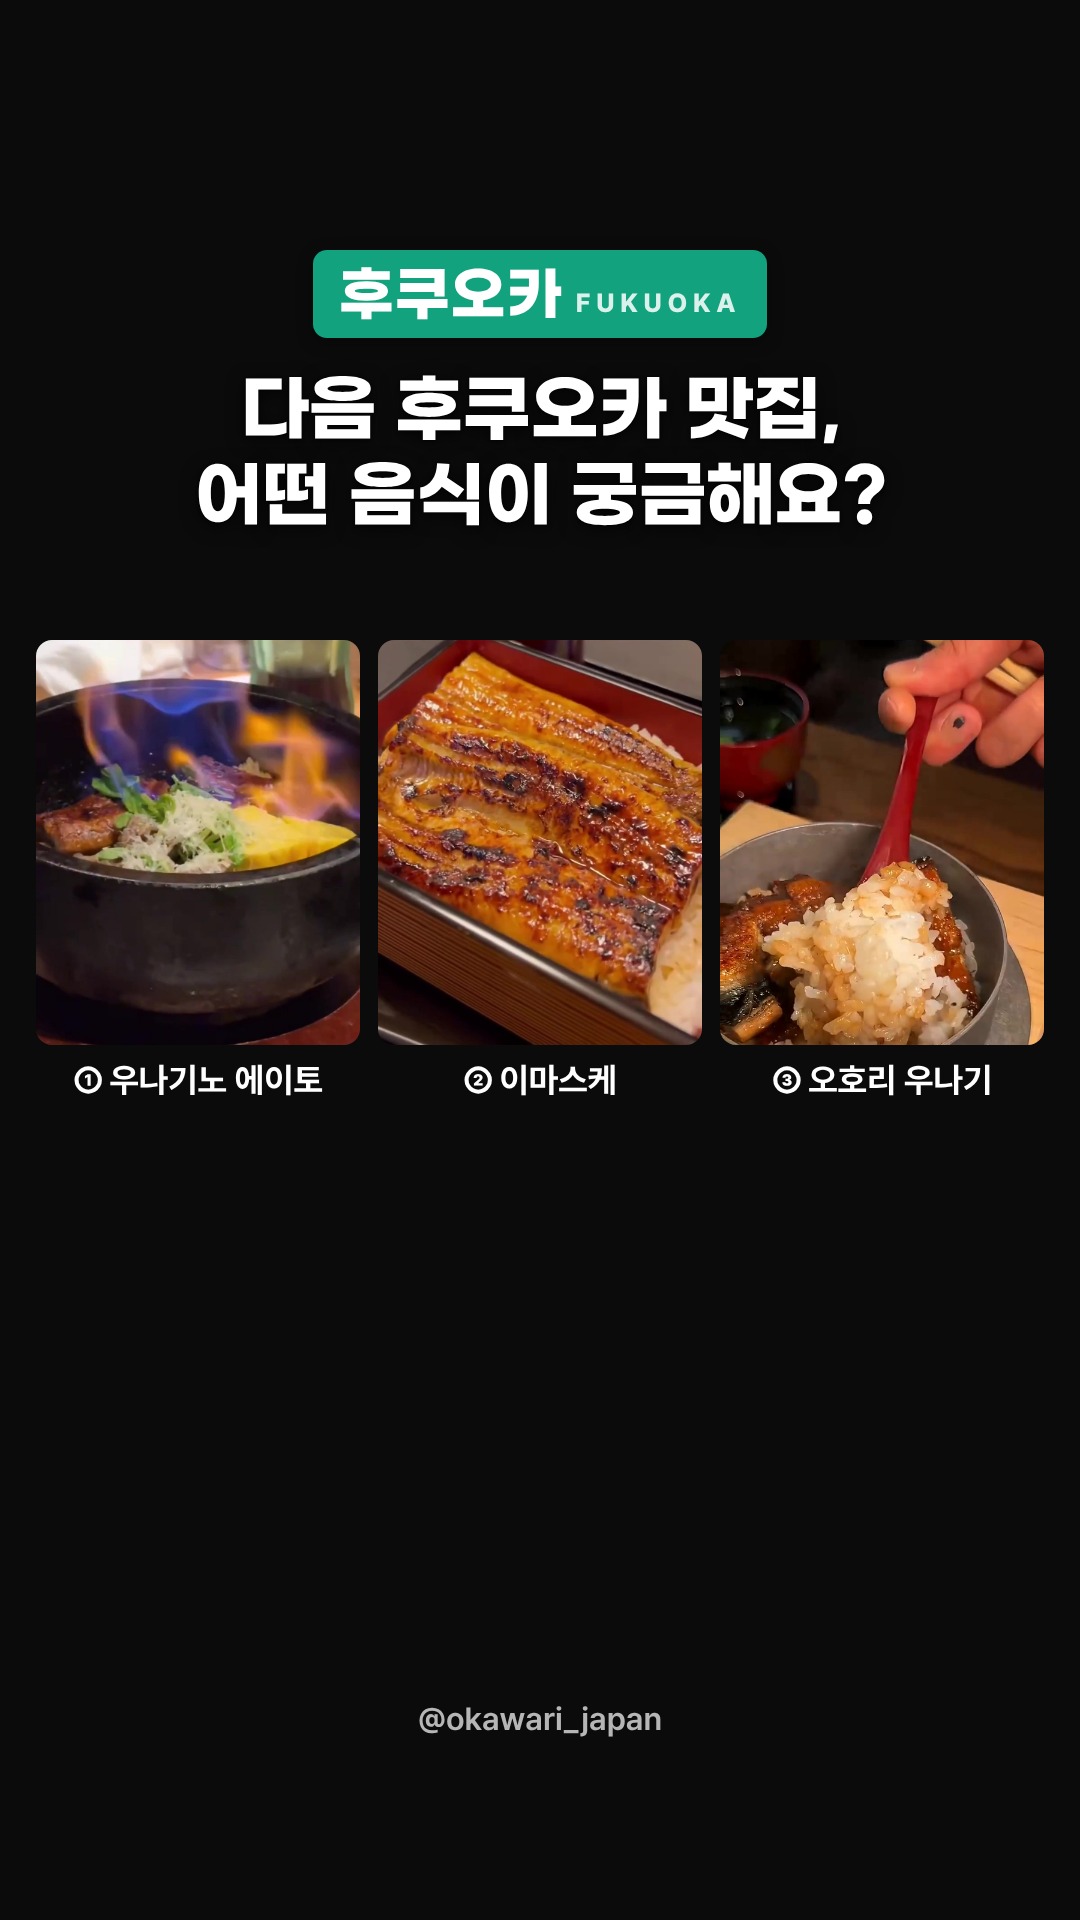 후쿠오카 FUKUOKA
다음 후쿠오카 맛집,
어떤 음식이 궁금해요?
① 우나기노 에이토
② 이마스케
③ 오호리 우나기
@okawari_japan